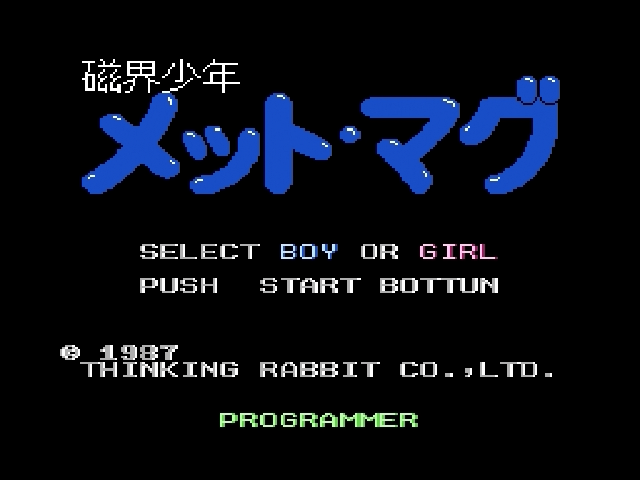 磁界少年
メット・マグ
SELECT BOY OR GIRL
PUSH START BOTTUN
© 1987
THINKING RABBIT CO.,LTD.
PROGRAMMER